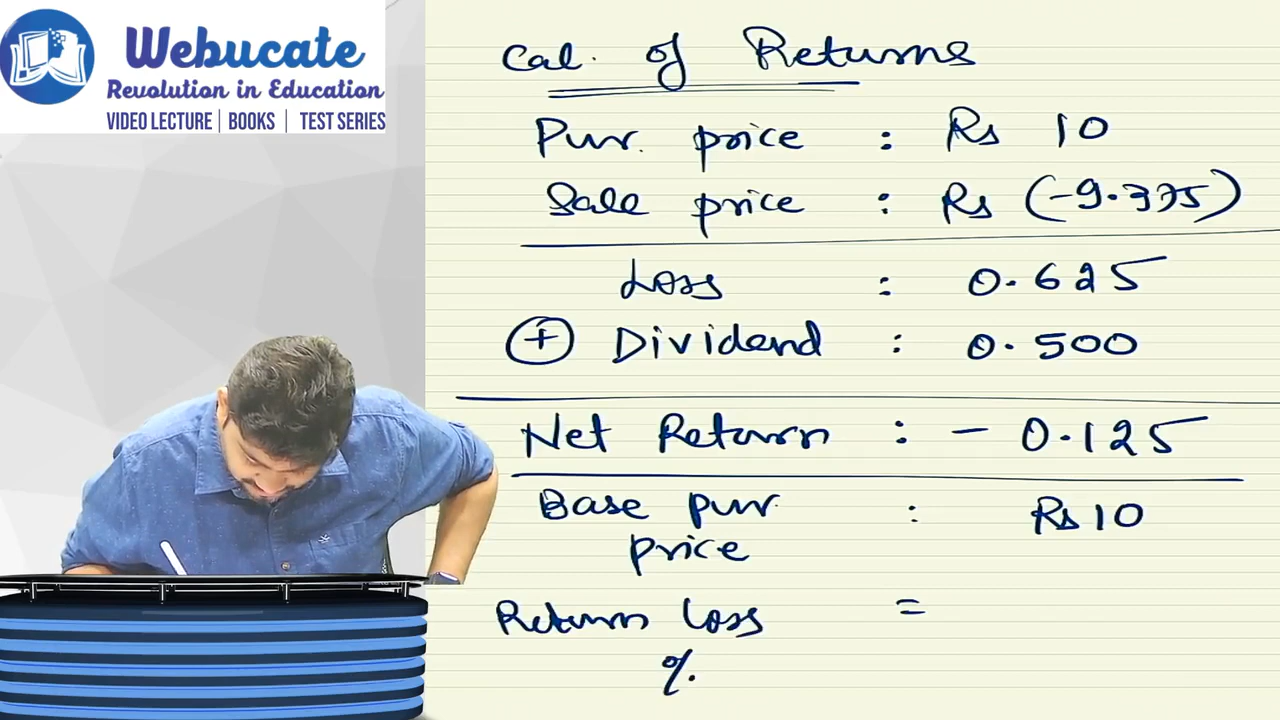 Webucate
Revolution in Education
VIDEO LECTURE | BOOKS | TEST SERIES
Cal. of Returns
Pur. price : Rs 10
Sale price : Rs (-9.375)
Loss : 0.625
(+) Dividend : 0.500
Net Return : - 0.125
Base pur. : Rs 10
price
Return Loss =
%.